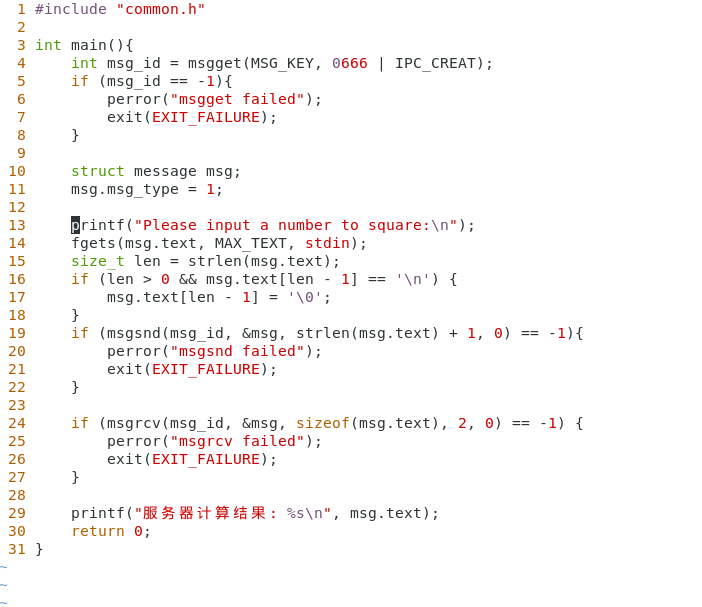 1 #include "common.h"
2
3 int main(){
4     int msg_id = msgget(MSG_KEY, 0666 | IPC_CREAT);
5     if (msg_id == -1){
6         perror("msgget failed");
7         exit(EXIT_FAILURE);
8     }
9
10     struct message msg;
11     msg.msg_type = 1;
12
13     printf("Please input a number to square:\n");
14     fgets(msg.text, MAX_TEXT, stdin);
15     size_t len = strlen(msg.text);
16     if (len > 0 && msg.text[len - 1] == '\n') {
17         msg.text[len - 1] = '\0';
18     }
19     if (msgsnd(msg_id, &msg, strlen(msg.text) + 1, 0) == -1){
20         perror("msgsnd failed");
21         exit(EXIT_FAILURE);
22     }
23
24     if (msgrcv(msg_id, &msg, sizeof(msg.text), 2, 0) == -1) {
25         perror("msgrcv failed");
26         exit(EXIT_FAILURE);
27     }
28
29     printf("服务器计算结果: %s\n", msg.text);
30     return 0;
31 }
~
~
~